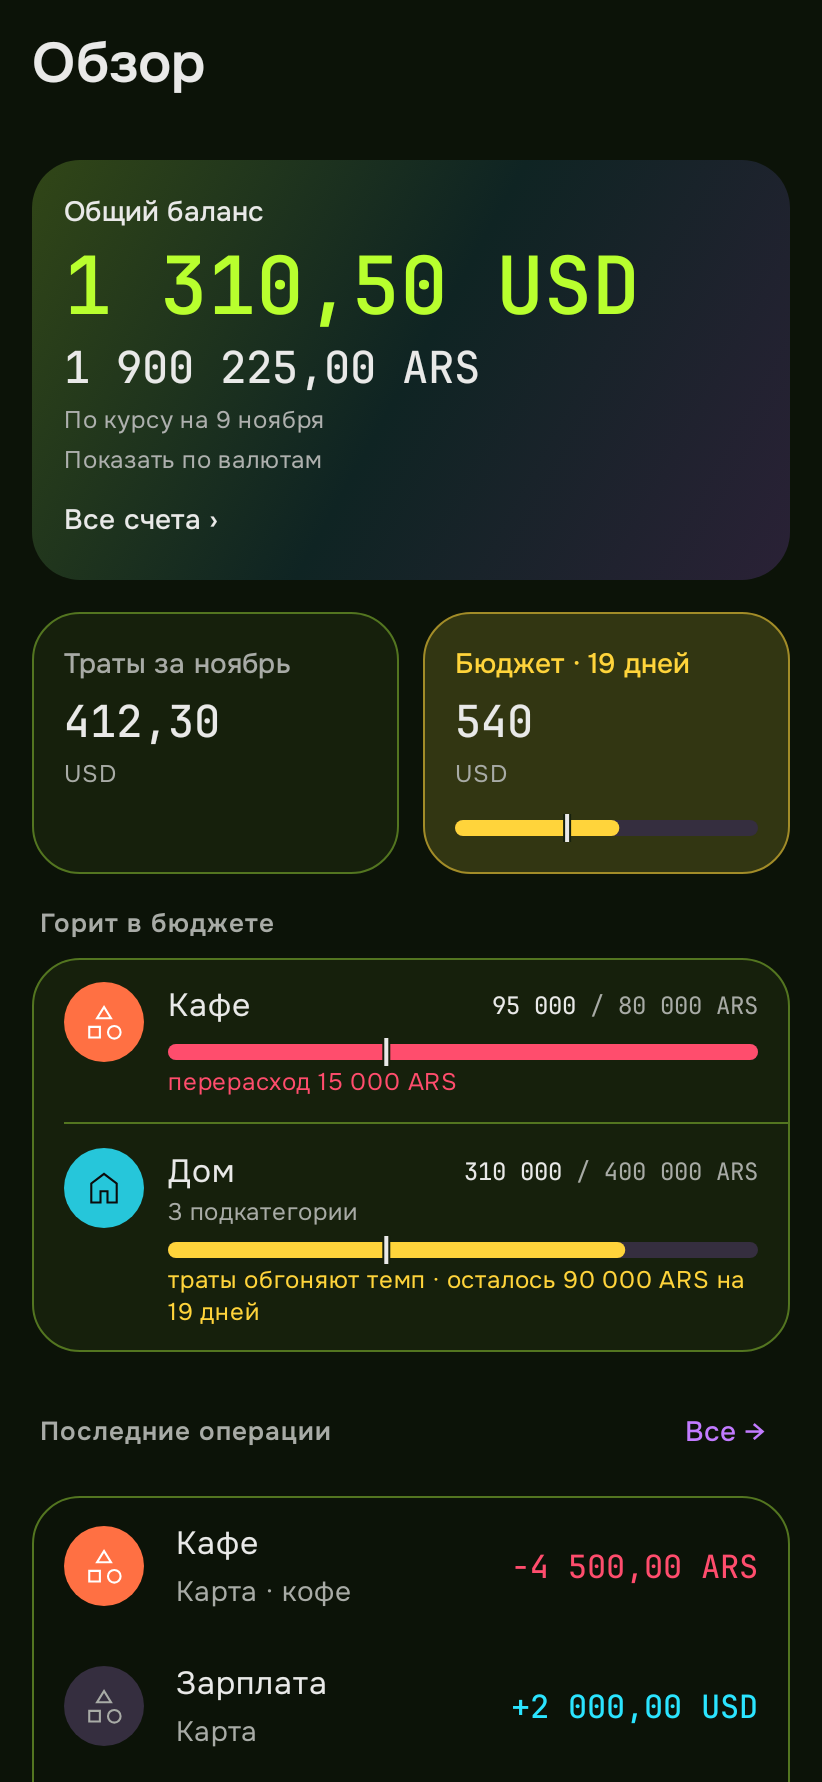 Обзор
Общий баланс
1 310,50 USD
1 900 225,00 ARS
По курсу на 9 ноября
Показать по валютам
Все счета ›
Траты за ноябрь
412,30
USD
Бюджет · 19 дней
540
USD
Горит в бюджете
Кафе 95 000 / 80 000 ARS
перерасход 15 000 ARS
Дом 310 000 / 400 000 ARS
3 подкатегории
траты обгоняют темп · осталось 90 000 ARS на
19 дней
Последние операции Все →
Кафе
-4 500,00 ARS
Карта · кофе
Зарплата
+2 000,00 USD
Карта